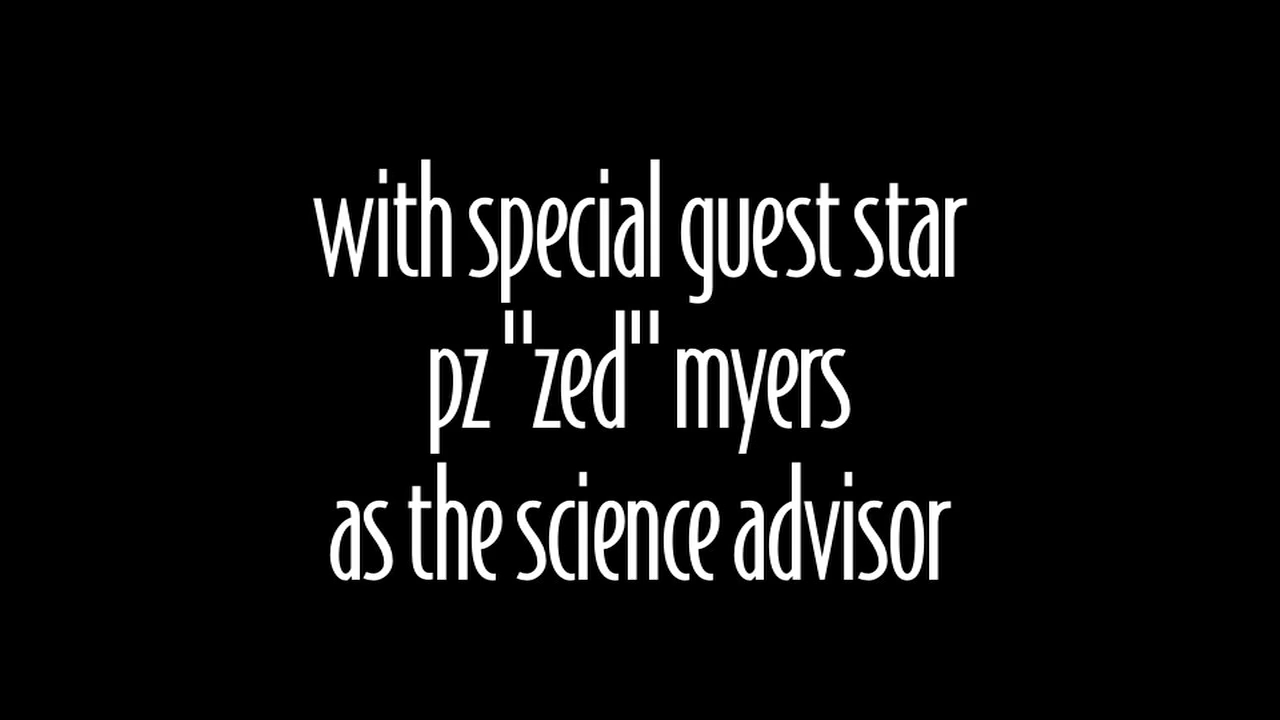 with special guest star
pz "zed" myers
as the science advisor